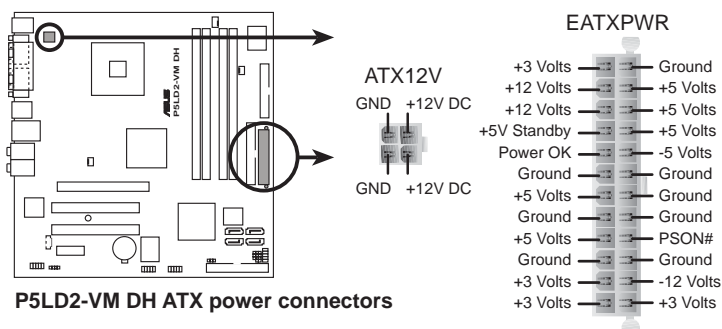 EATXPWR
ATX12V
GND +12V DC
GND +12V DC
+3 Volts Ground
+12 Volts +5 Volts
+12 Volts +5 Volts
+5V Standby +5 Volts
Power OK -5 Volts
Ground Ground
+5 Volts Ground
Ground Ground
+5 Volts PSON#
Ground Ground
+3 Volts -12 Volts
+3 Volts +3 Volts
ASUS
P5LD2-VM DH
P5LD2-VM DH ATX power connectors